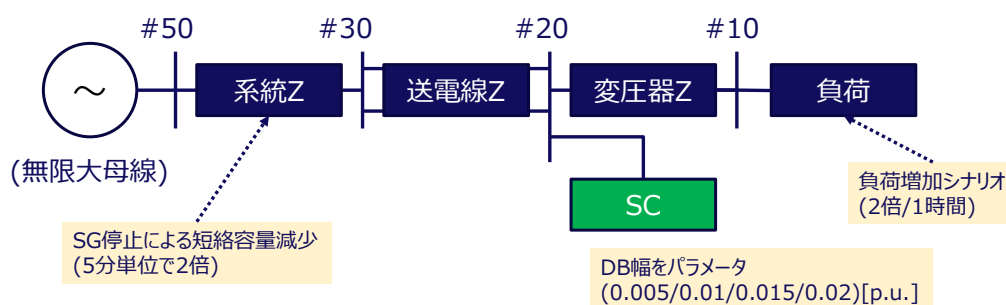 #50
#30
#20
#10
～
系統Z
送電線Z
変圧器Z
負荷
(無限大母線)
SC
SG停止による短絡容量減少
(5分単位で2倍)
負荷増加シナリオ
(2倍/1時間)
DB幅をパラメータ
(0.005/0.01/0.015/0.02)[p.u.]